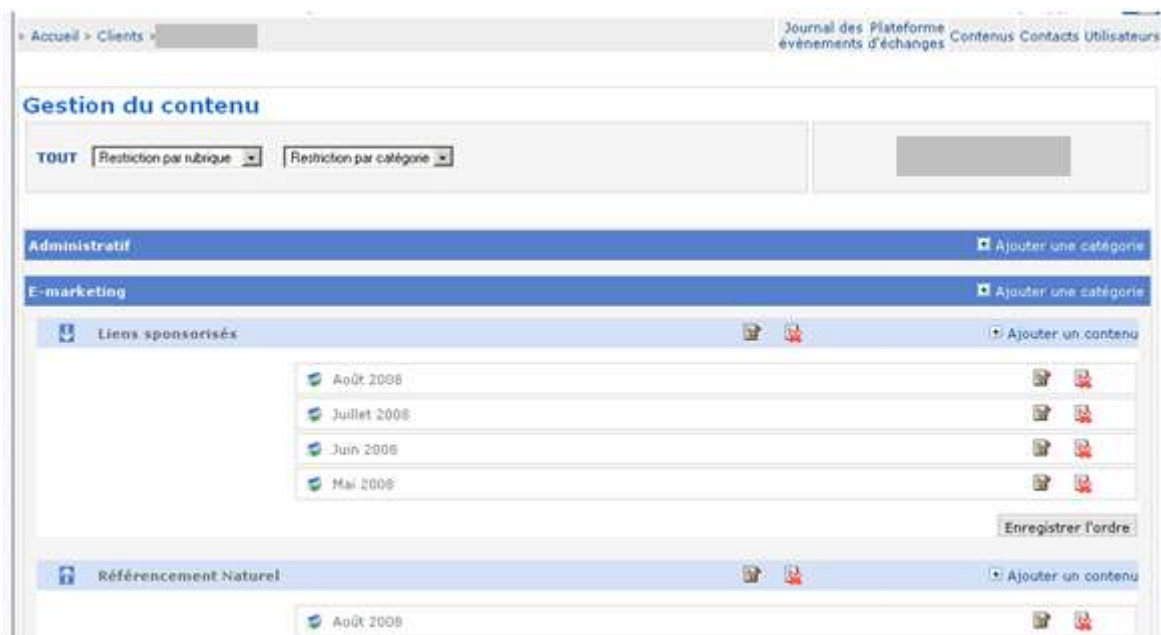 » Accueil » Clients »
Journal des évènements
Plateforme d'échanges
Contenus
Contacts
Utilisateurs
Gestion du contenu
TOUT
Restriction par rubrique
Restriction par catégorie
Administratif
Ajouter une catégorie
E-marketing
Ajouter une catégorie
Liens sponsorisés
Ajouter un contenu
Août 2008
Juillet 2008
Juin 2008
Mai 2008
Enregistrer l'ordre
Référencement Naturel
Ajouter un contenu
Août 2008